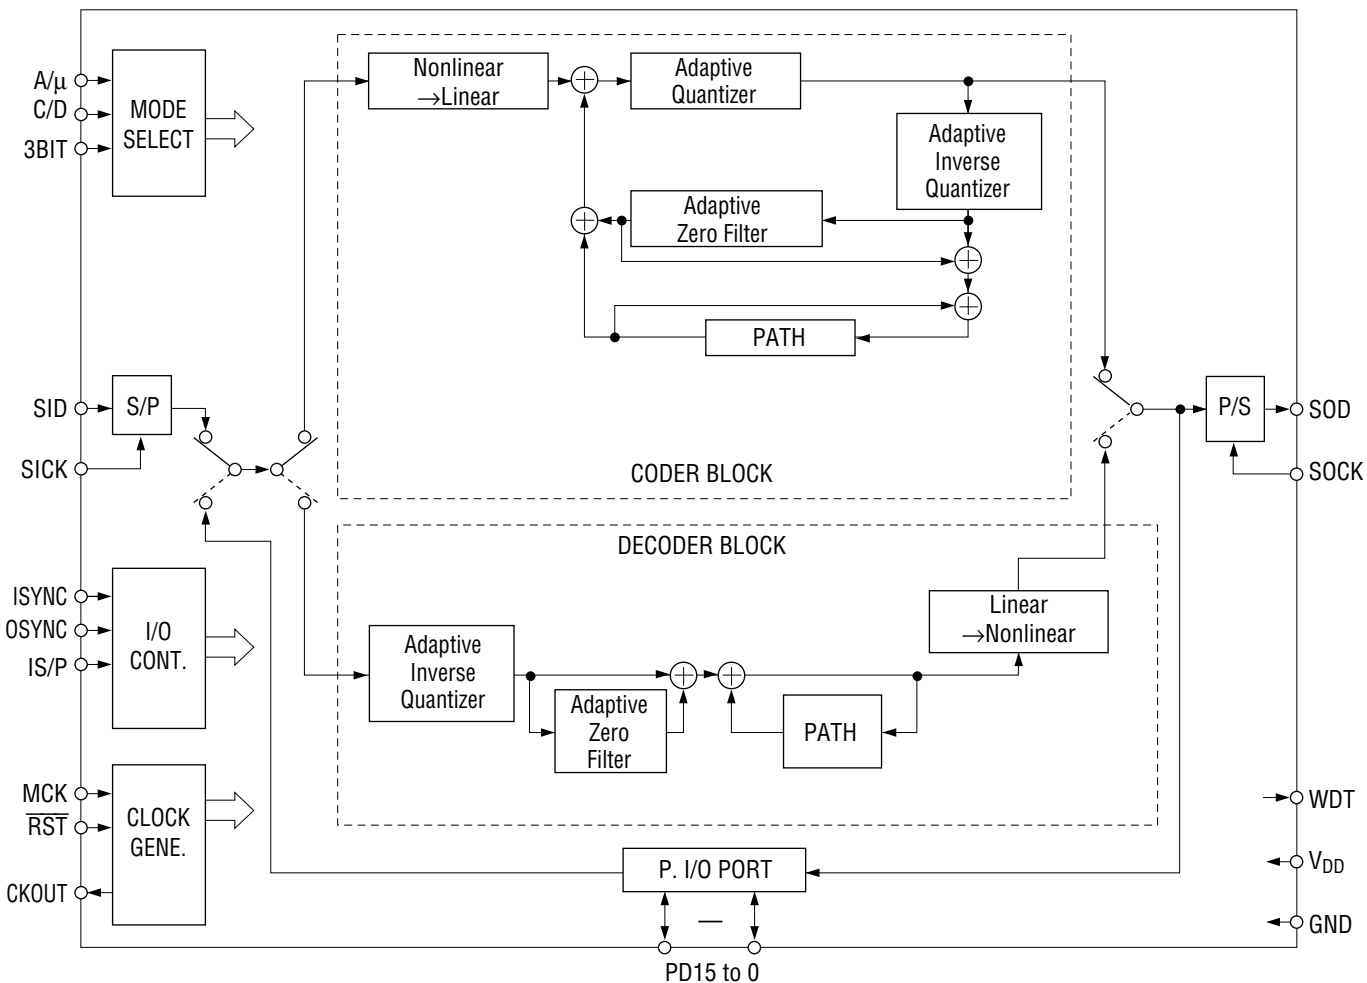 A/μ
C/D
3BIT
MODE
SELECT
Nonlinear
→Linear
Adaptive
Quantizer
Adaptive
Inverse
Quantizer
Adaptive
Zero Filter
PATH
CODER BLOCK
SID
S/P
SICK
P/S
SOD
SOCK
DECODER BLOCK
ISYNC
OSYNC
IS/P
I/O
CONT.
Adaptive
Inverse
Quantizer
Adaptive
Zero
Filter
PATH
Linear
→Nonlinear
MCK
RST
CKOUT
CLOCK
GENE.
P. I/O PORT
—
PD15 to 0
WDT
VDD
GND